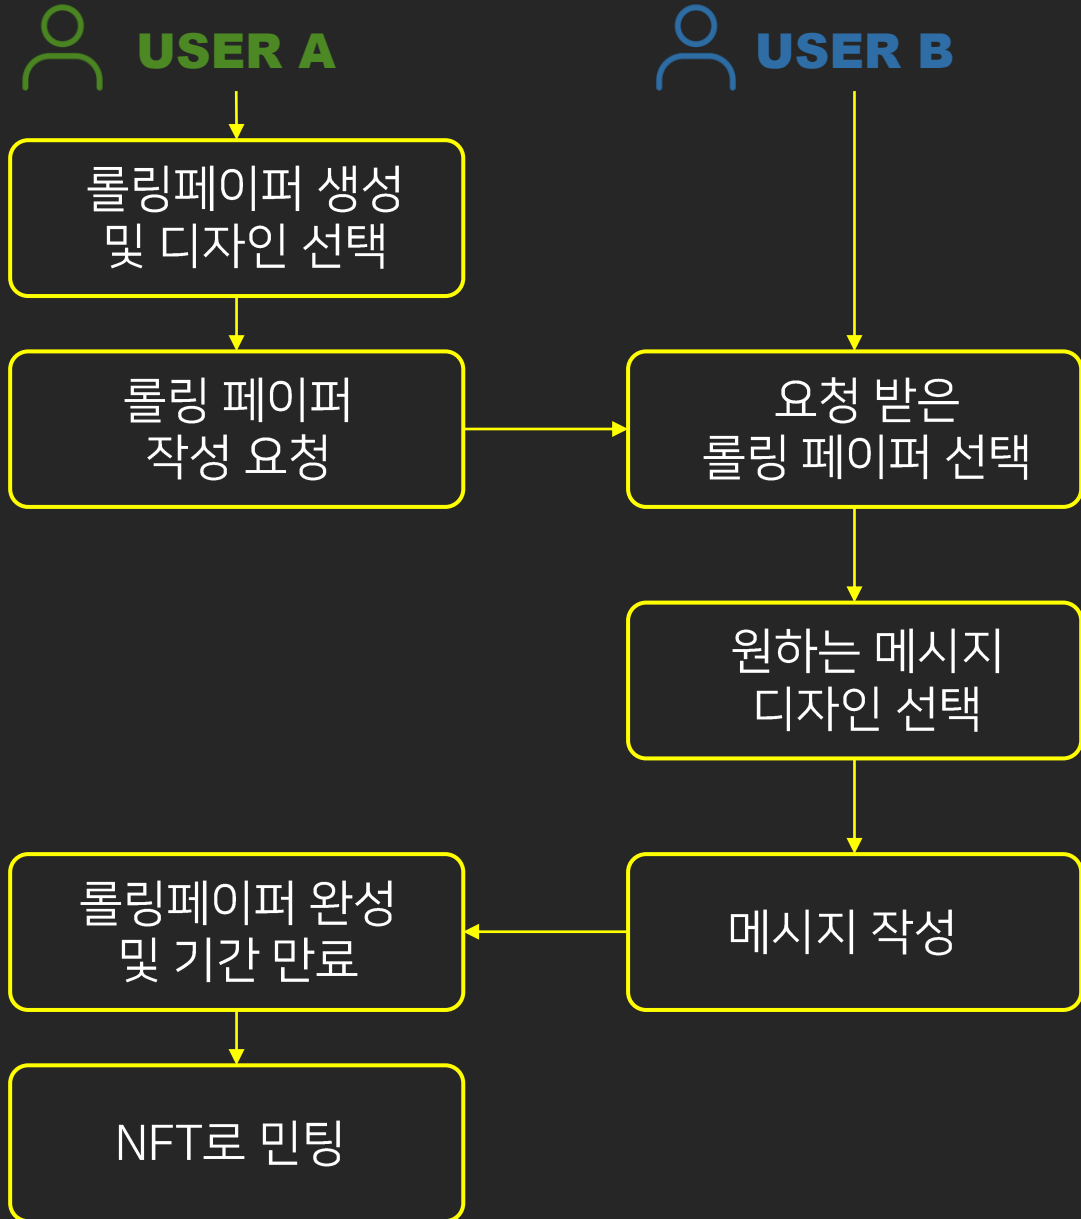 USER A
USER B
롤링페이퍼 생성
및 디자인 선택
롤링 페이퍼
작성 요청
요청 받은
롤링 페이퍼 선택
원하는 메시지
디자인 선택
메시지 작성
롤링페이퍼 완성
및 기간 만료
NFT로 민팅